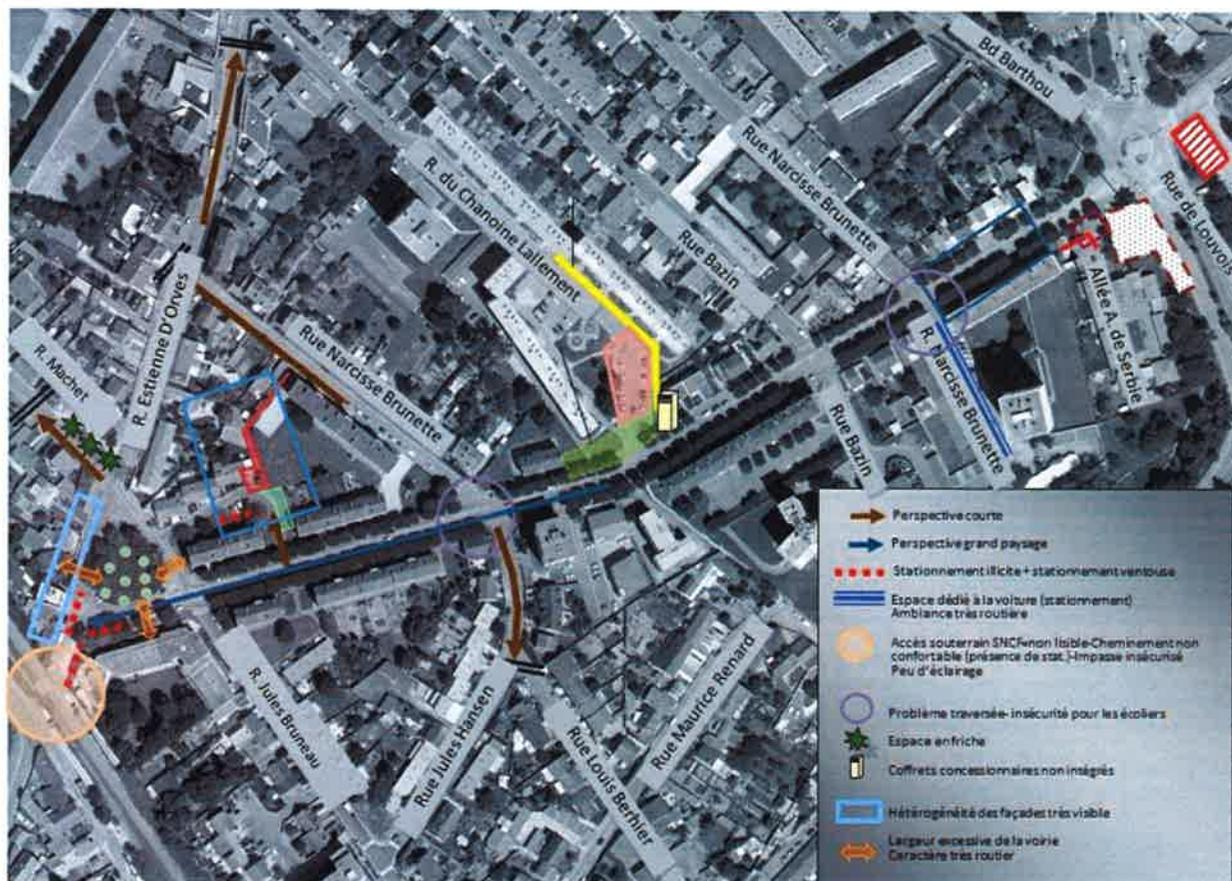 Bd Barthou
R. du Chanoine Lallement
Rue Narcisse Brunette
Rue Bazin
Rue de Louvois
R. Estienne D'Orves
R. Machet
Rue Narcisse Brunette
Allée A. de Serbie
R. Narcisse Brunette
Rue Bazin
R. Jules Bruneau
Rue Jules Hansen
Rue Louis Berhier
Rue Maurice Renard
Perspective courte
Perspective grand paysage
Stationnement illicite + stationnement ventouse
Espace dédié à la voiture (stationnement)
Ambiance très routière
Accès souterrain SNCF-non lisible-Cheminement non
confortable (présence de stat.)-Impasse insécurisé
Peu d'éclairage
Problème traversée- insécurité pour les écoliers
Espace en friche
Coffrets concessionnaires non intégrés
Hétérogénéité des façades très visible
Largeur excessive de la voirie
Caractère très routier